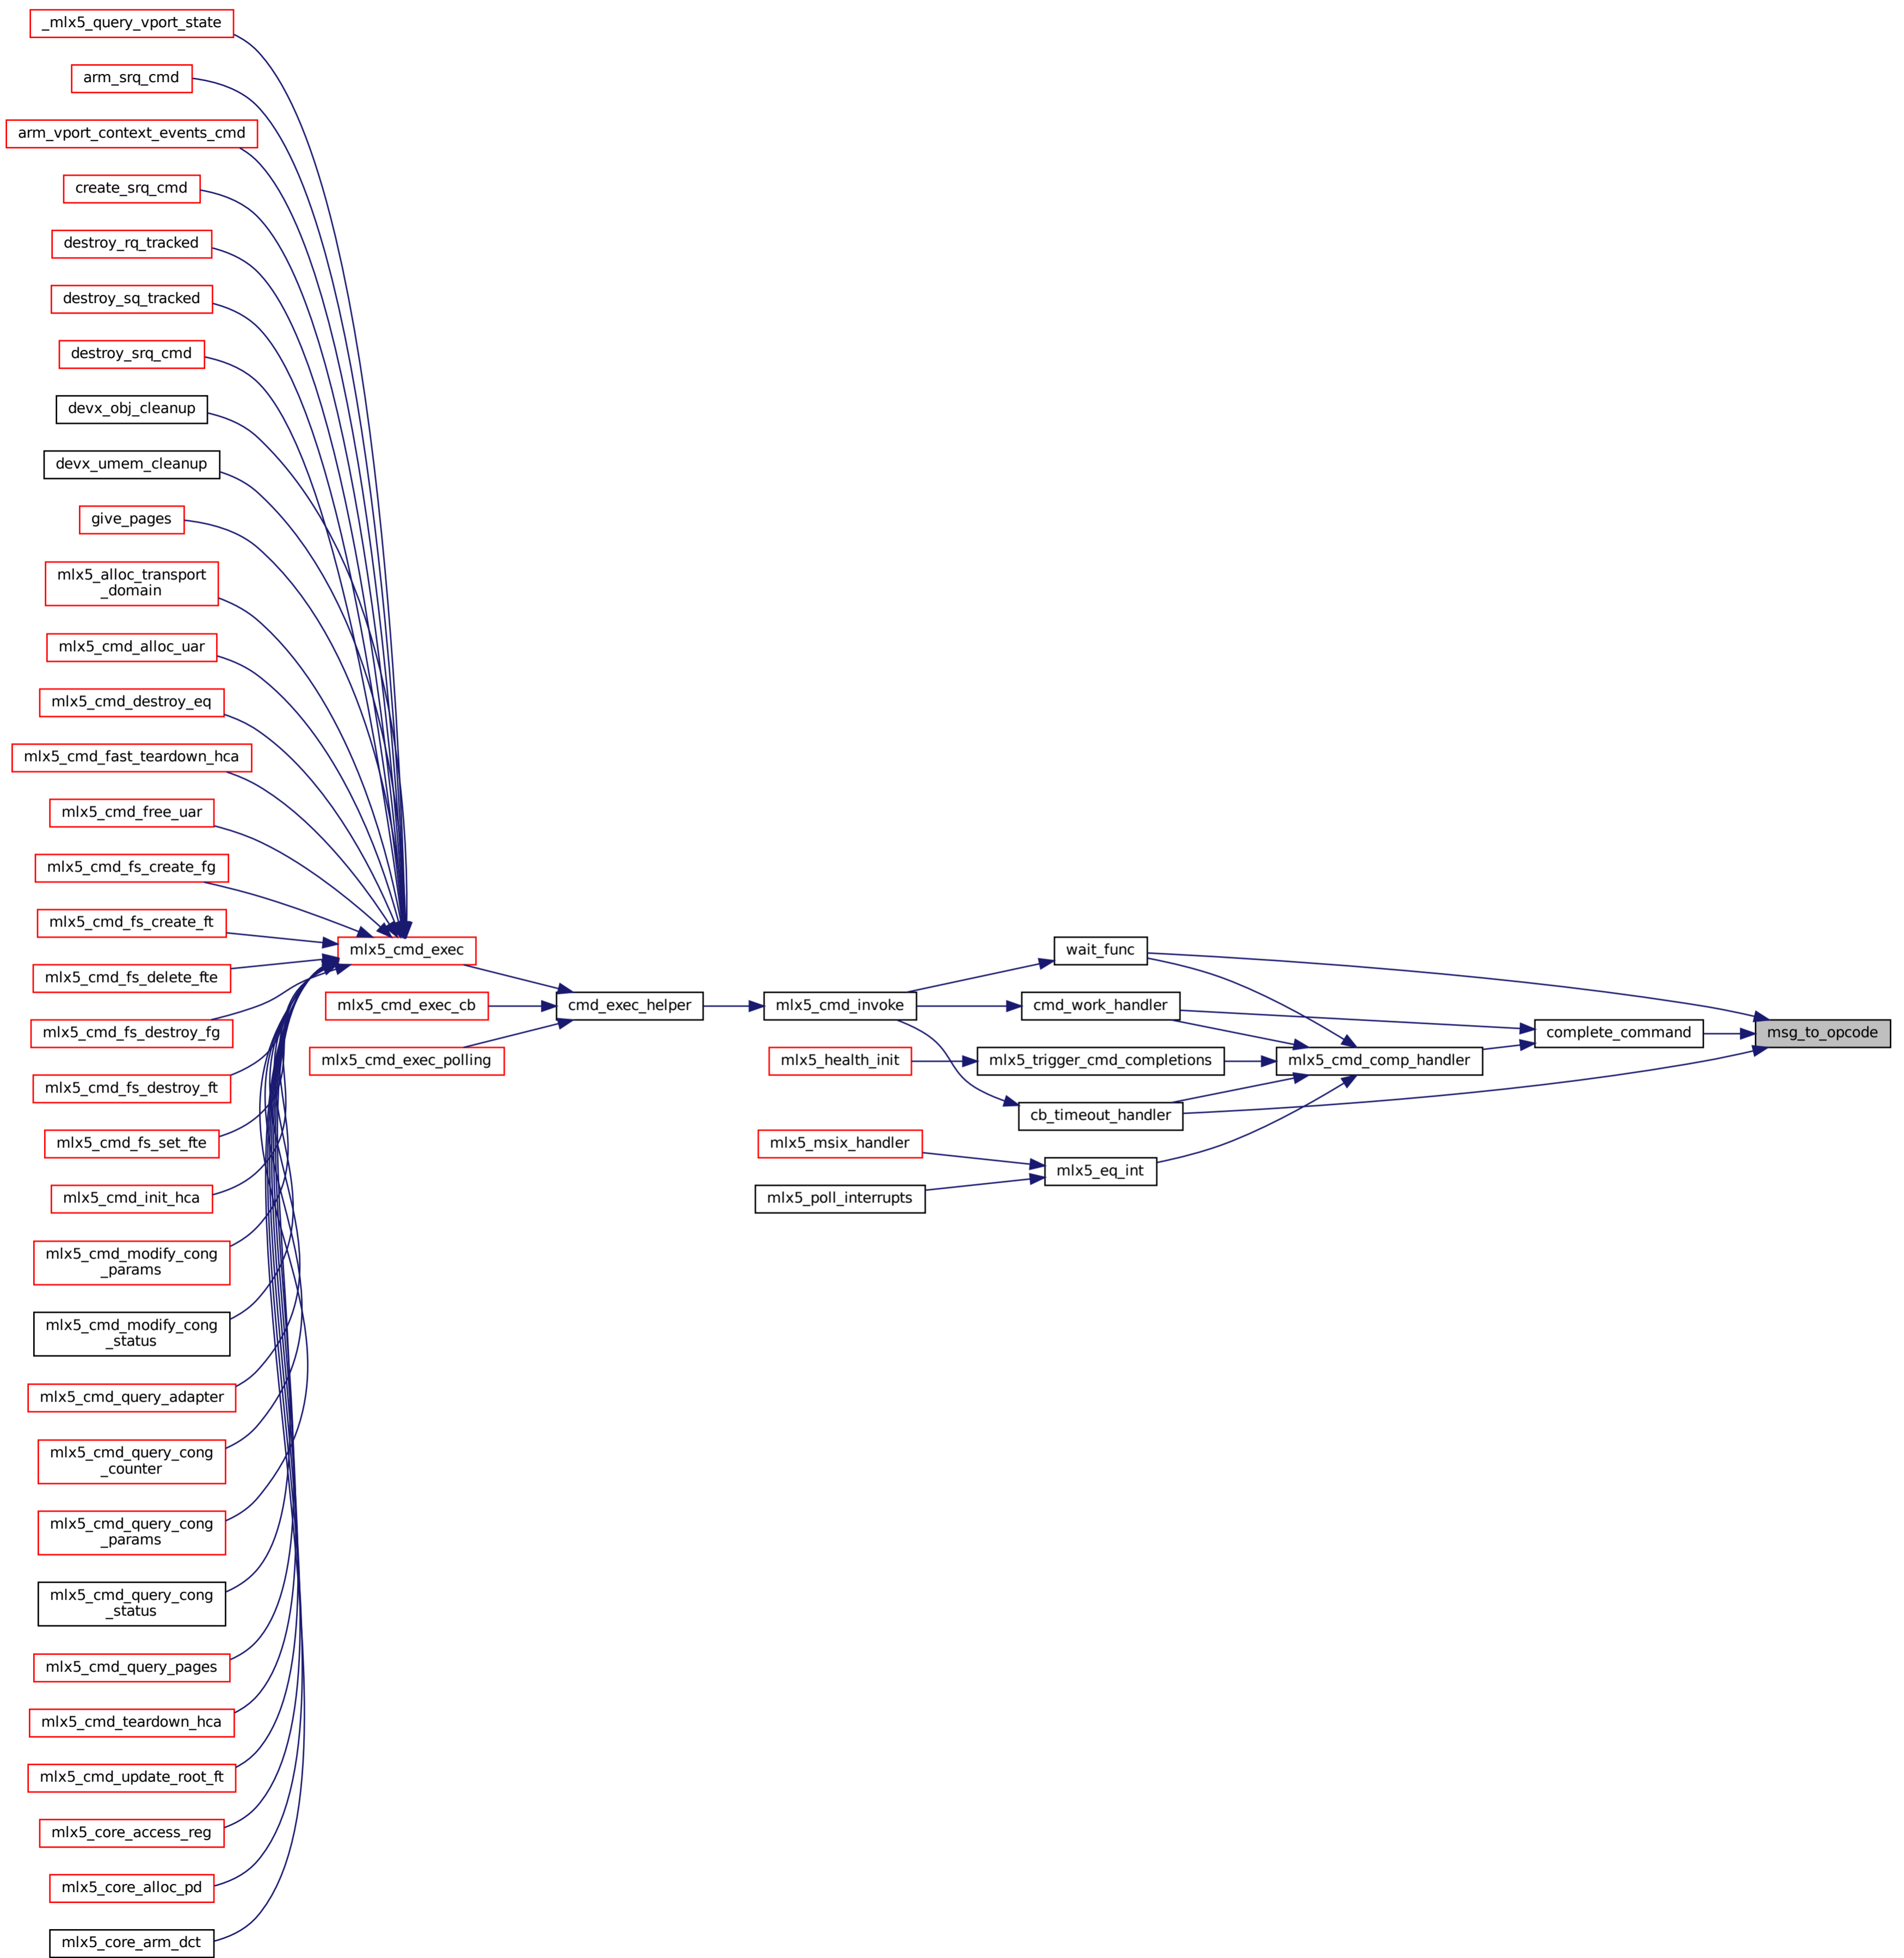 _mlx5_query_vport_state
arm_srq_cmd
arm_vport_context_events_cmd
create_srq_cmd
destroy_rq_tracked
destroy_sq_tracked
destroy_srq_cmd
devx_obj_cleanup
devx_umem_cleanup
give_pages
mlx5_alloc_transport
_domain
mlx5_cmd_alloc_uar
mlx5_cmd_destroy_eq
mlx5_cmd_fast_teardown_hca
mlx5_cmd_free_uar
mlx5_cmd_fs_create_fg
mlx5_cmd_fs_create_ft
mlx5_cmd_fs_delete_fte
mlx5_cmd_fs_destroy_fg
mlx5_cmd_fs_destroy_ft
mlx5_cmd_fs_set_fte
mlx5_cmd_init_hca
mlx5_cmd_modify_cong
_params
mlx5_cmd_modify_cong
_status
mlx5_cmd_query_adapter
mlx5_cmd_query_cong
_counter
mlx5_cmd_query_cong
_params
mlx5_cmd_query_cong
_status
mlx5_cmd_query_pages
mlx5_cmd_teardown_hca
mlx5_cmd_update_root_ft
mlx5_core_access_reg
mlx5_core_alloc_pd
mlx5_core_arm_dct
mlx5_cmd_exec
mlx5_cmd_exec_cb
mlx5_cmd_exec_polling
cmd_exec_helper
mlx5_cmd_invoke
mlx5_health_init
mlx5_msix_handler
mlx5_poll_interrupts
wait_func
cmd_work_handler
mlx5_trigger_cmd_completions
cb_timeout_handler
mlx5_eq_int
mlx5_cmd_comp_handler
complete_command
msg_to_opcode